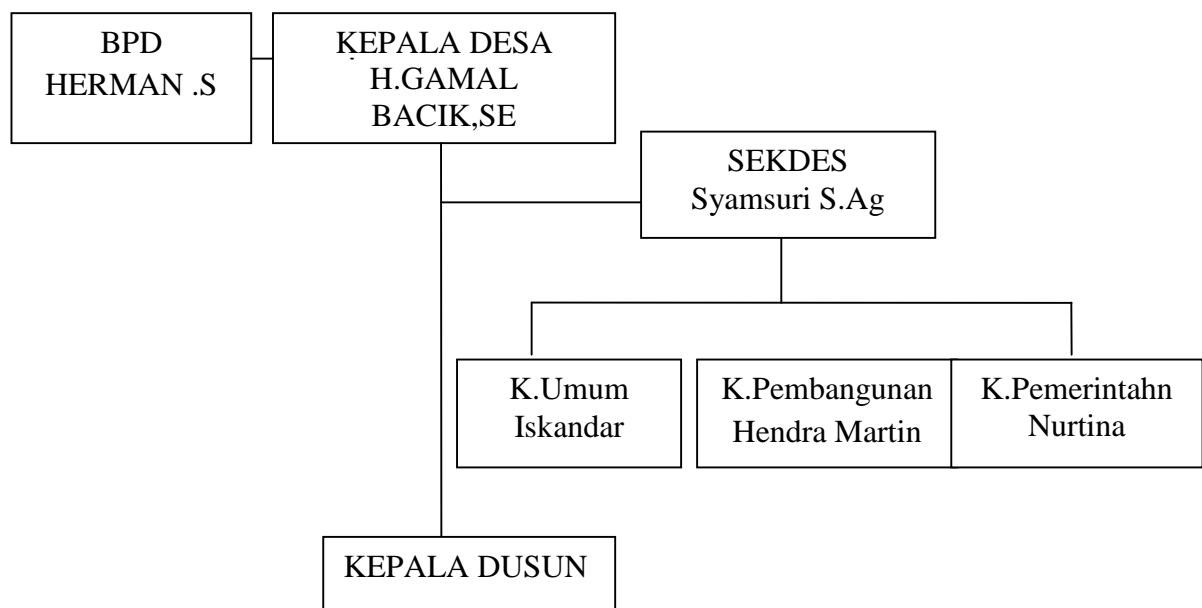 BPD
HERMAN .S
KEPALA DESA
H.GAMAL
BACIK,SE
SEKDES
Syamsuri S.Ag
K.Umum
Iskandar
K.Pembangunan
Hendra Martin
K.Pemerintahn
Nurtina
KEPALA DUSUN